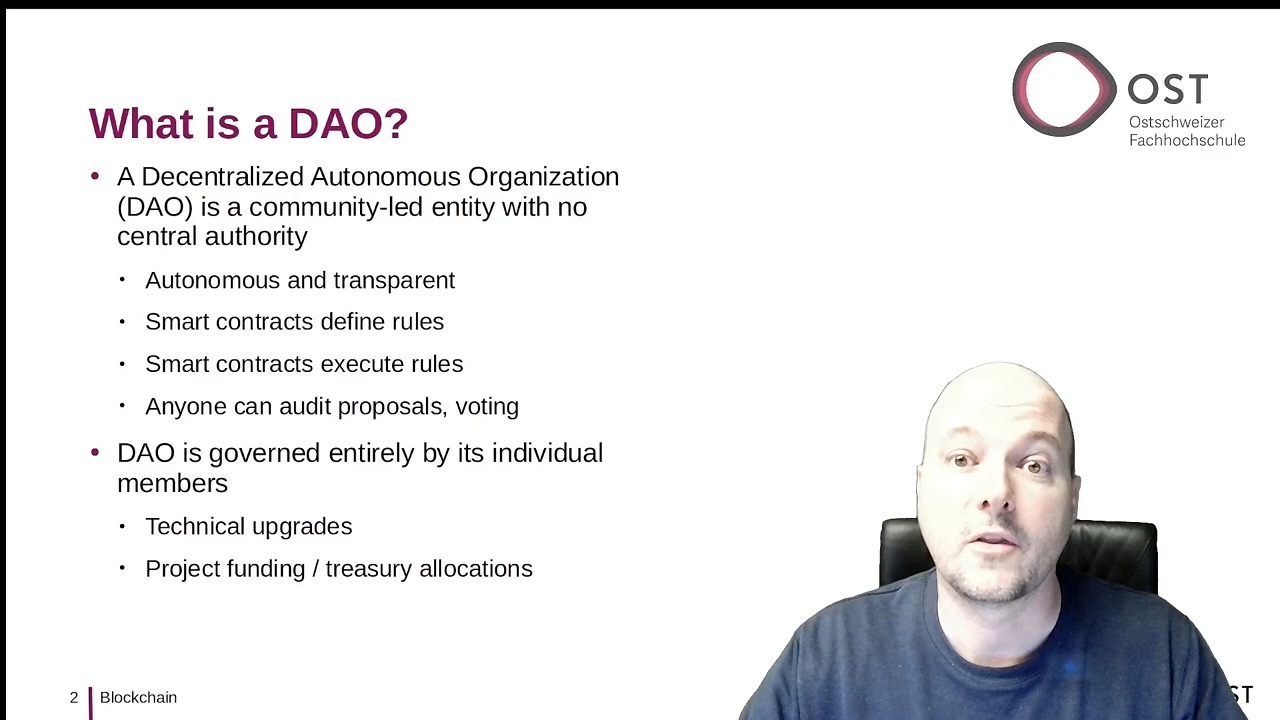 OST
Ostschweizer
Fachhochschule
What is a DAO?
• A Decentralized Autonomous Organization
(DAO) is a community-led entity with no
central authority
• Autonomous and transparent
• Smart contracts define rules
• Smart contracts execute rules
• Anyone can audit proposals, voting
• DAO is governed entirely by its individual
members
• Technical upgrades
• Project funding / treasury allocations
2 Blockchain